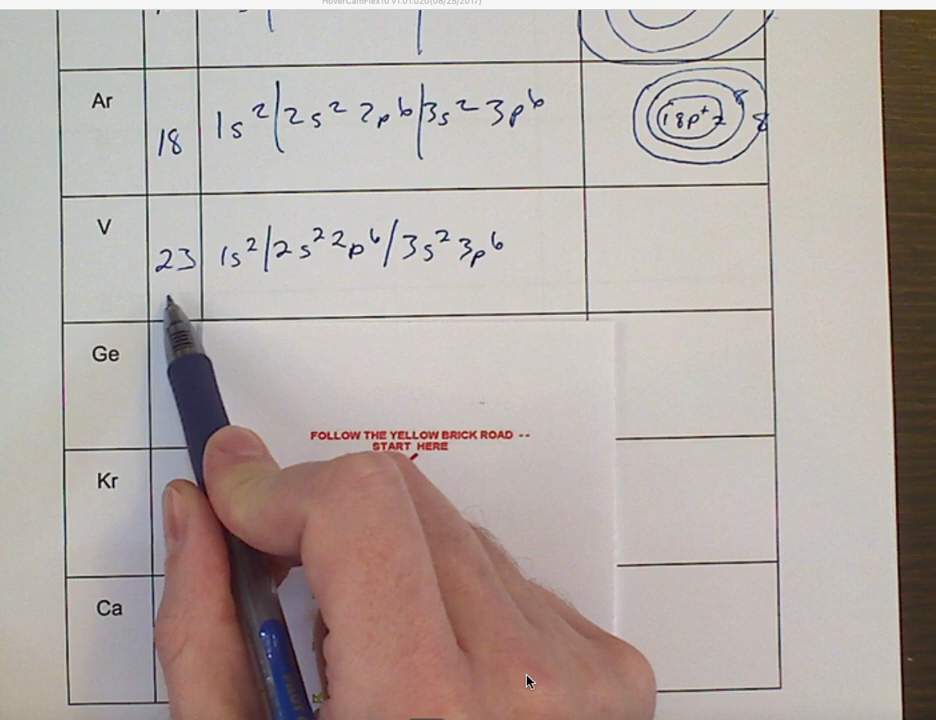 HoverCamFlex10 v1.01.020(08/28/2017)
Ar
18
1s²/2s² 2p⁶/3s² 3p⁶
18p⁺ 2 8 8
V
23
1s²/2s² 2p⁶/3s² 3p⁶
Ge
FOLLOW THE YELLOW BRICK ROAD --
START HERE
Kr
Ca